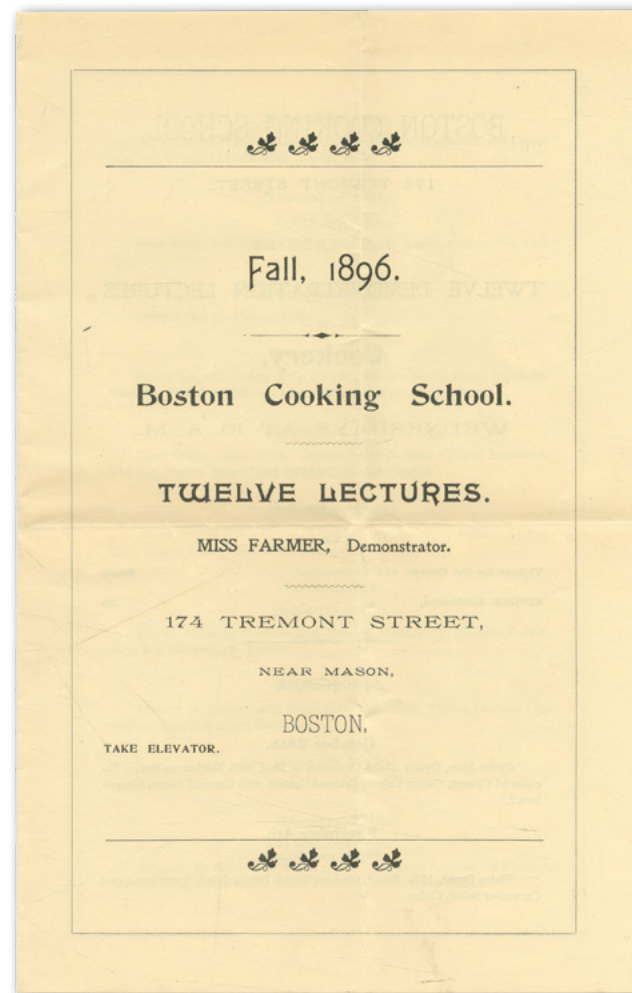 Fall, 1896.
Boston Cooking School.
TWELVE LECTURES.
MISS FARMER, Demonstrator.
174 TREMONT STREET,
NEAR MASON,
BOSTON.
TAKE ELEVATOR.